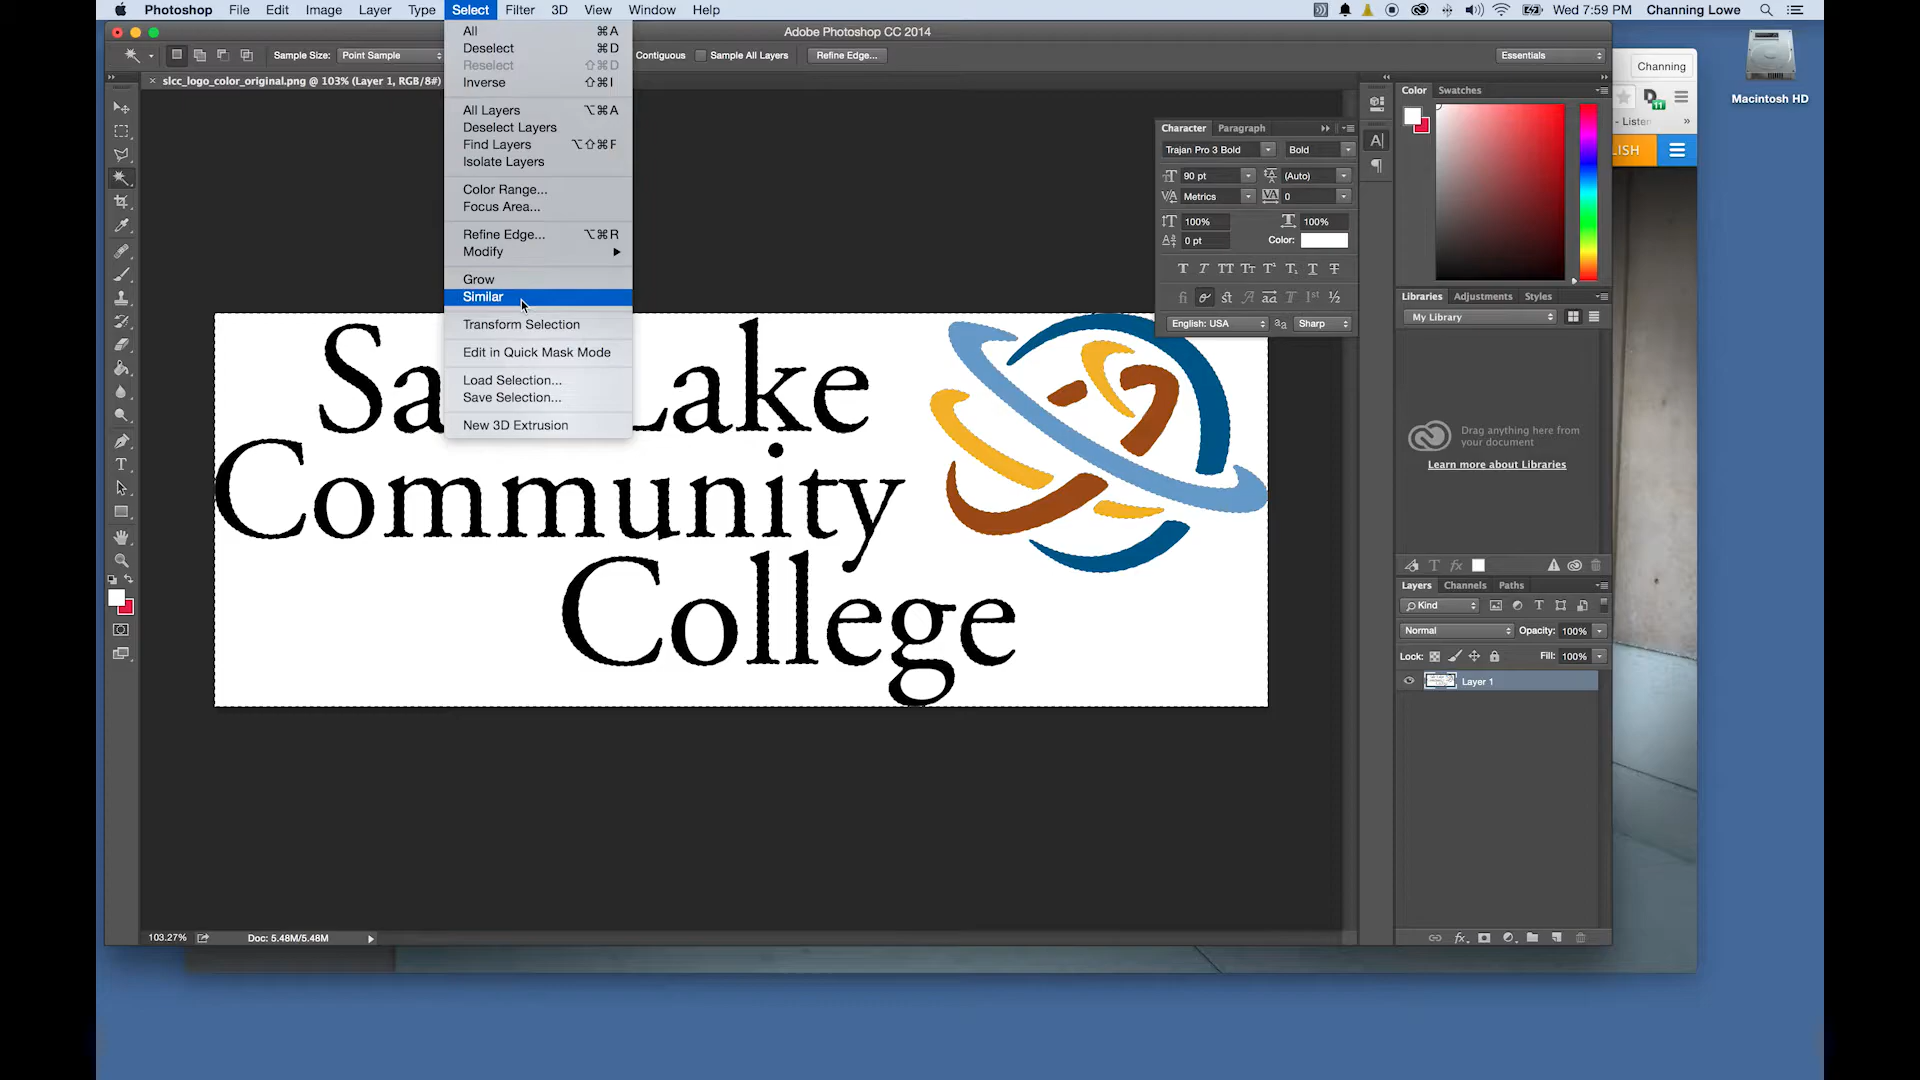 Photoshop File Edit Image Layer Type Select Filter 3D View Window Help Wed 7:59 PM Channing Lowe
Adobe Photoshop CC 2014
Sample Size: Point Sample Contiguous Sample All Layers Refine Edge... Essentials
slcc_logo_color_original.png @ 103% (Layer 1, RGB/8#)
All ⌘A
Deselect ⌘D
Reselect ⇧⌘D
Inverse ⇧⌘I
All Layers ⌥⌘A
Deselect Layers
Find Layers ⌥⇧⌘F
Isolate Layers
Color Range...
Focus Area...
Refine Edge... ⌥⌘R
Modify
Grow
Similar
Transform Selection
Edit in Quick Mask Mode
Load Selection...
Save Selection...
New 3D Extrusion
Sa Lake
Community
College
Character Paragraph
Trajan Pro 3 Bold Bold
90 pt (Auto)
Metrics 0
100% 100%
0 pt Color:
English: USA Sharp
Color Swatches
Libraries Adjustments Styles
My Library
Drag anything here from
your document
Learn more about Libraries
Layers Channels Paths
Kind
Normal Opacity: 100%
Lock: Fill: 100%
Layer 1
103.27% Doc: 5.48M/5.48M
Channing
11
- Listen »
LISH
Macintosh HD